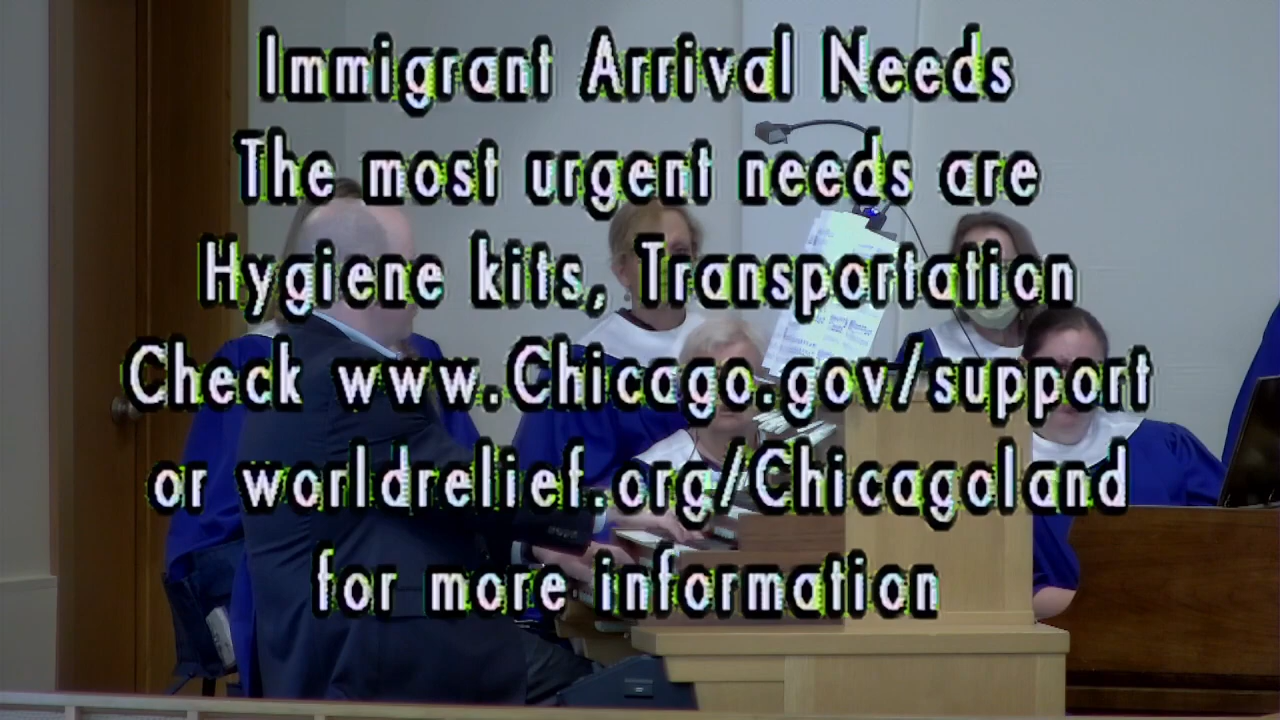 Immigrant Arrival Needs
The most urgent needs are
Hygiene kits, Transportation
Check www.Chicago.gov/support
or worldrelief.org/Chicagoland
for more information